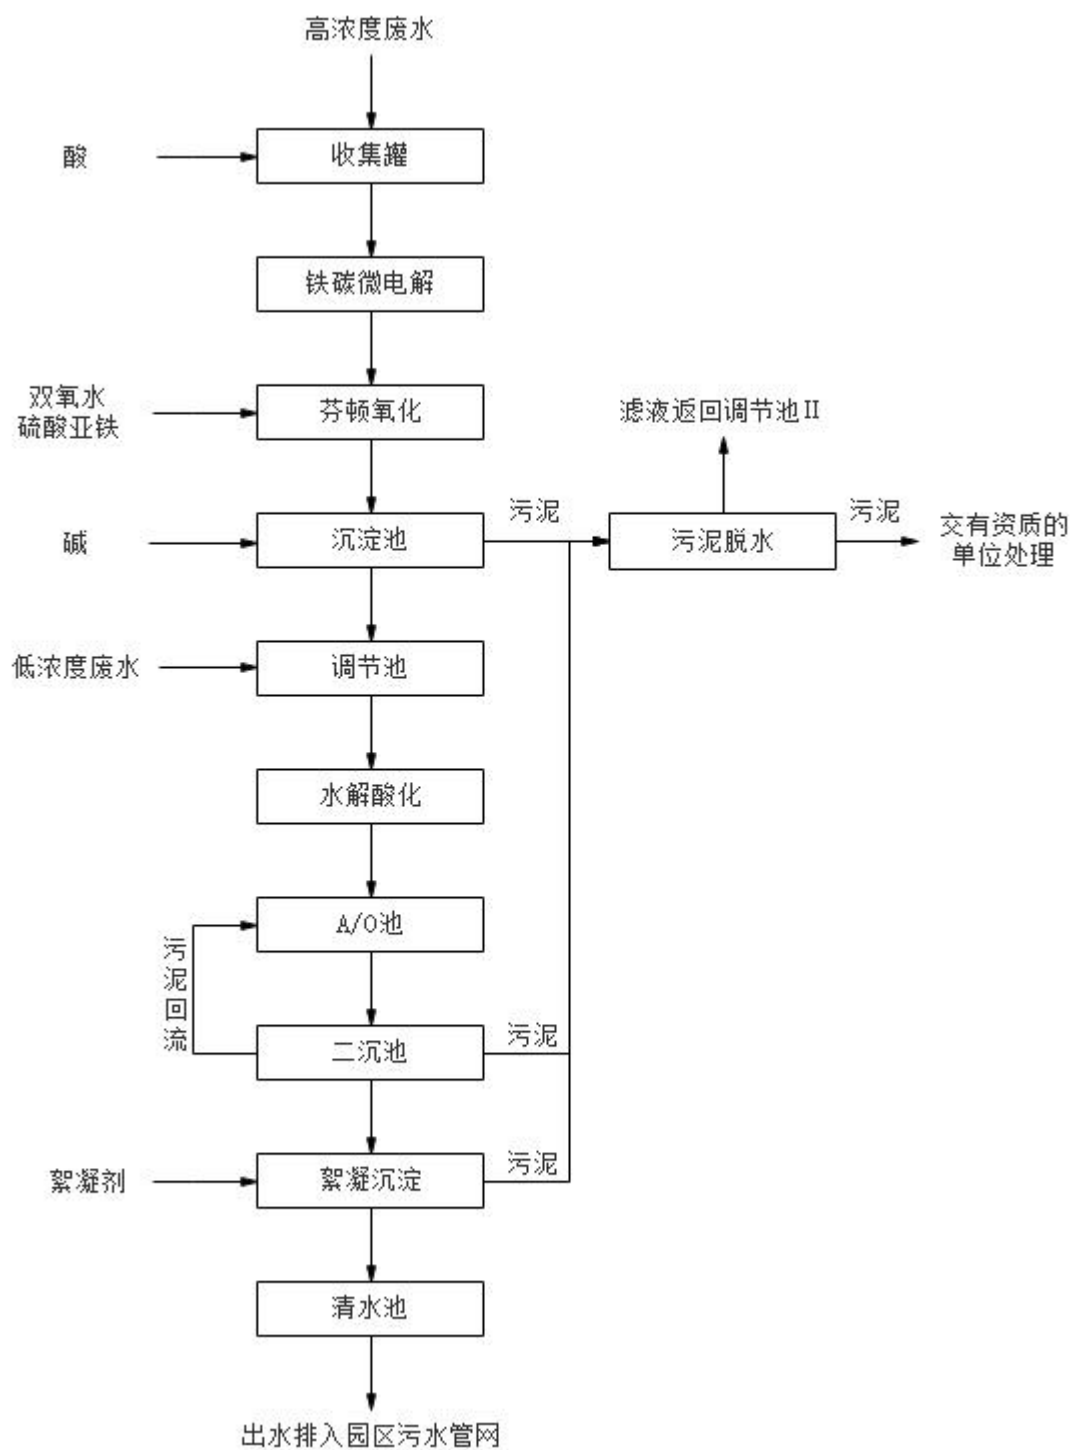 高浓度废水
酸
收集罐
铁碳微电解
双氧水
硫酸亚铁
芬顿氧化
滤液返回调节池Ⅱ
碱
沉淀池
污泥
污泥脱水
污泥
交有资质的
单位处理
低浓度废水
调节池
水解酸化
A/O池
污泥回流
二沉池
污泥
絮凝剂
絮凝沉淀
污泥
清水池
出水排入园区污水管网